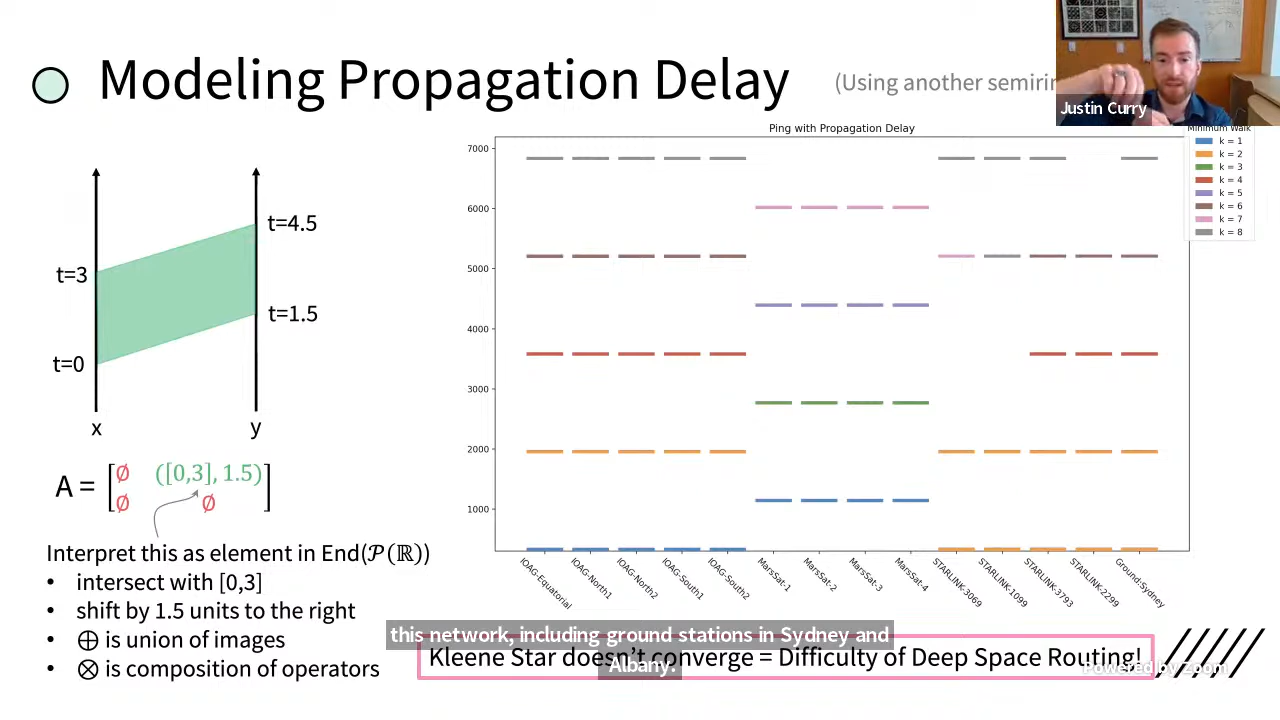 Modeling Propagation Delay
(Using another semirin
Justin Curry
Ping with Propagation Delay
Minimum Walk
k = 1
k = 2
k = 3
k = 4
k = 5
k = 6
k = 7
k = 8
7000
6000
5000
4000
3000
2000
1000
IOAG-Equatorial
IOAG-North1
IOAG-North2
IOAG-South1
IOAG-South2
MarsSat-1
MarsSat-2
MarsSat-3
MarsSat-4
STARLINK-3069
STARLINK-1099
STARLINK-3793
STARLINK-2299
Ground:Sydney
t=4.5
t=3
t=1.5
t=0
x y
A = [∅ ([0,3], 1.5)
∅ ∅]
Interpret this as element in End(𝒫(ℝ))
• intersect with [0,3]
• shift by 1.5 units to the right
• ⊕ is union of images
• ⊗ is composition of operators
this network, including ground stations in Sydney and
Albany.
Kleene Star doesn't converge = Difficulty of Deep Space Routing!
Powered by Zoom